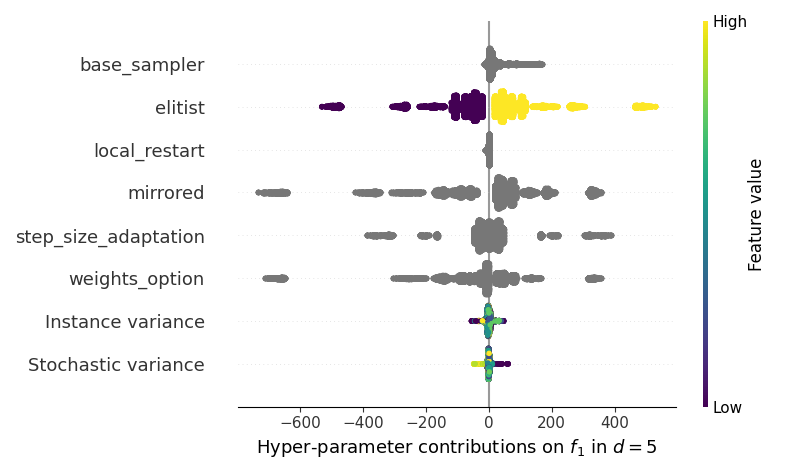 High
base_sampler
elitist
local_restart
mirrored
step_size_adaptation
weights_option
Instance variance
Stochastic variance
Feature value
Low
−600 −400 −200 0 200 400
Hyper-parameter contributions on f₁ in d = 5